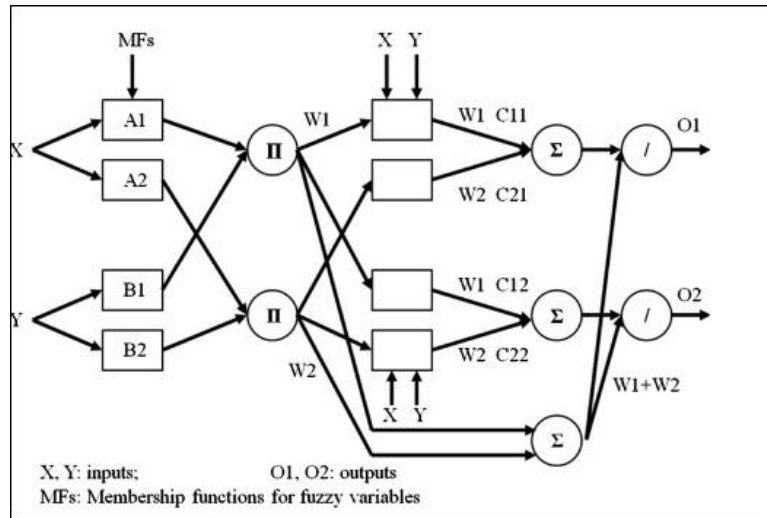 MFs
X Y
A1
W1
W1 C11
O1
X
Π
Σ
/
A2
W2 C21
B1
W1 C12
O2
Y
Π
Σ
/
B2
W2 C22
W2
W1+W2
X Y
Σ
X, Y: inputs; O1, O2: outputs
MFs: Membership functions for fuzzy variables